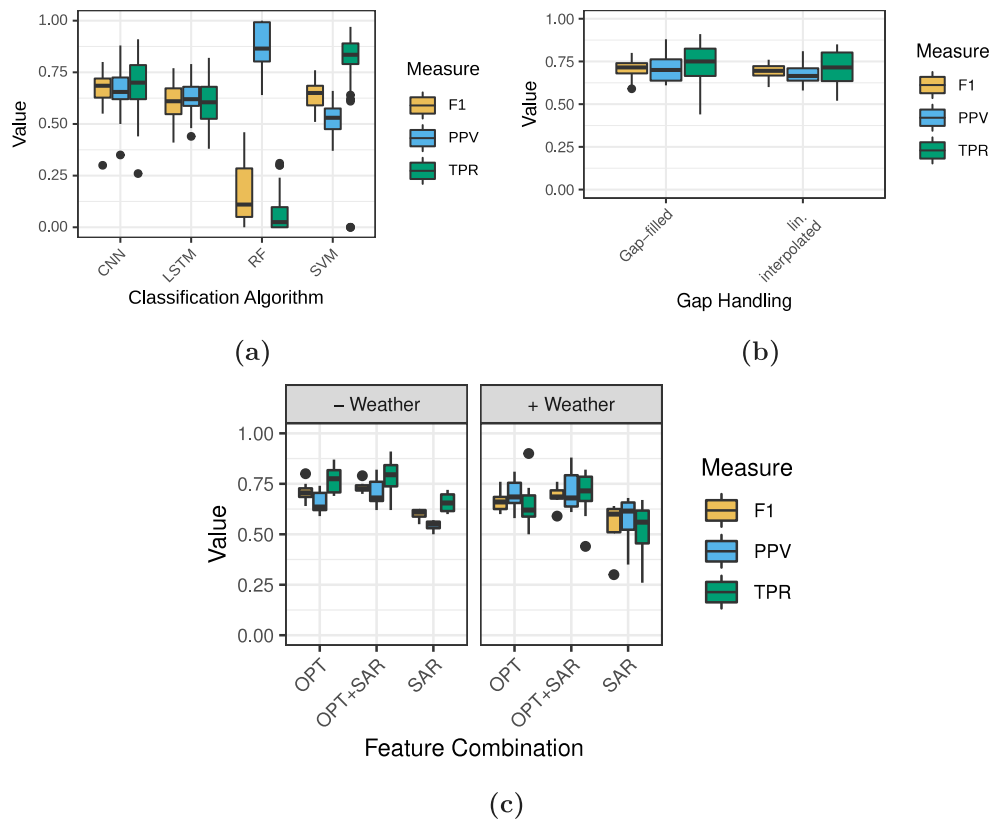 1.00
0.75
0.50
0.25
0.00
Value
CNN
LSTM
RF
SVM
Classification Algorithm
Measure
F1
PPV
TPR
(a)
1.00
0.75
0.50
0.25
0.00
Value
Gap−filled
lin.
interpolated
Gap Handling
Measure
F1
PPV
TPR
(b)
− Weather
+ Weather
1.00
0.75
0.50
0.25
0.00
Value
OPT
OPT+SAR
SAR
OPT
OPT+SAR
SAR
Feature Combination
Measure
F1
PPV
TPR
(c)